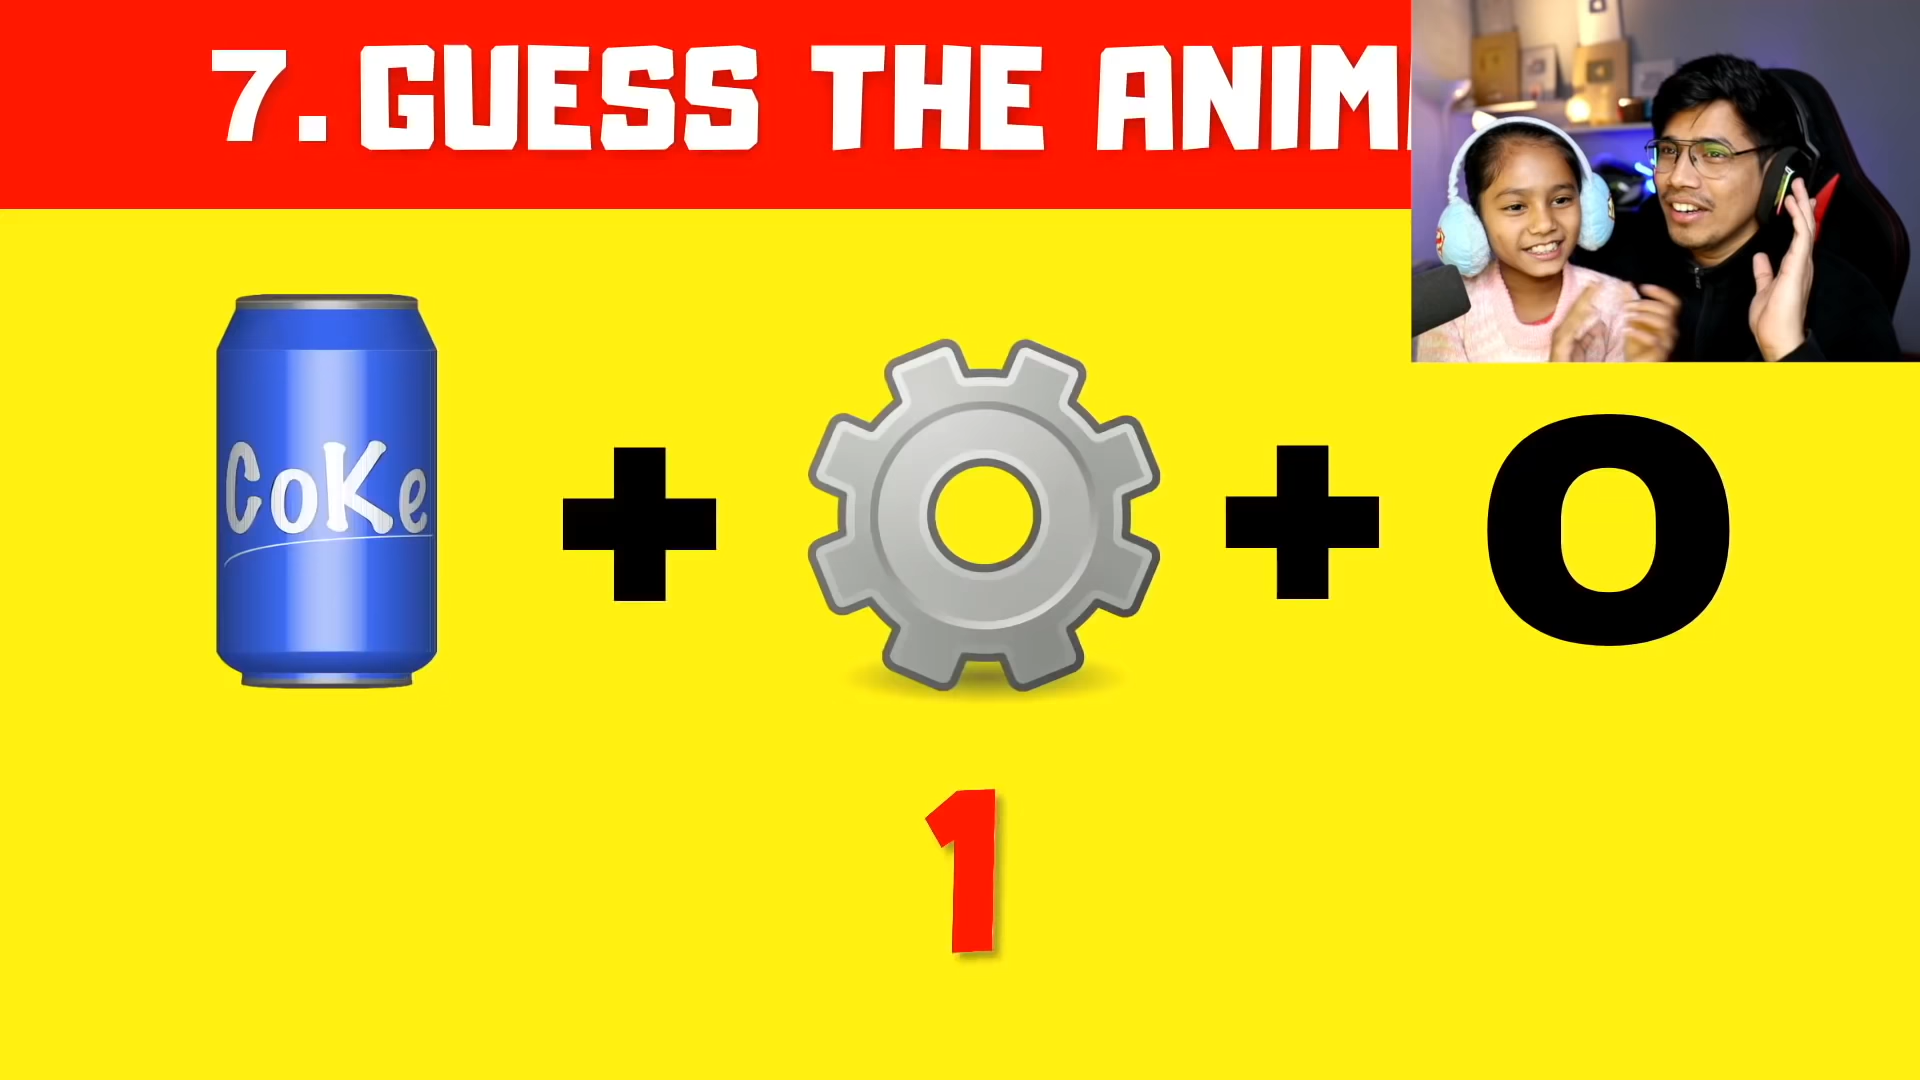 7. GUESS THE ANIM
CoKe
+ + O
1